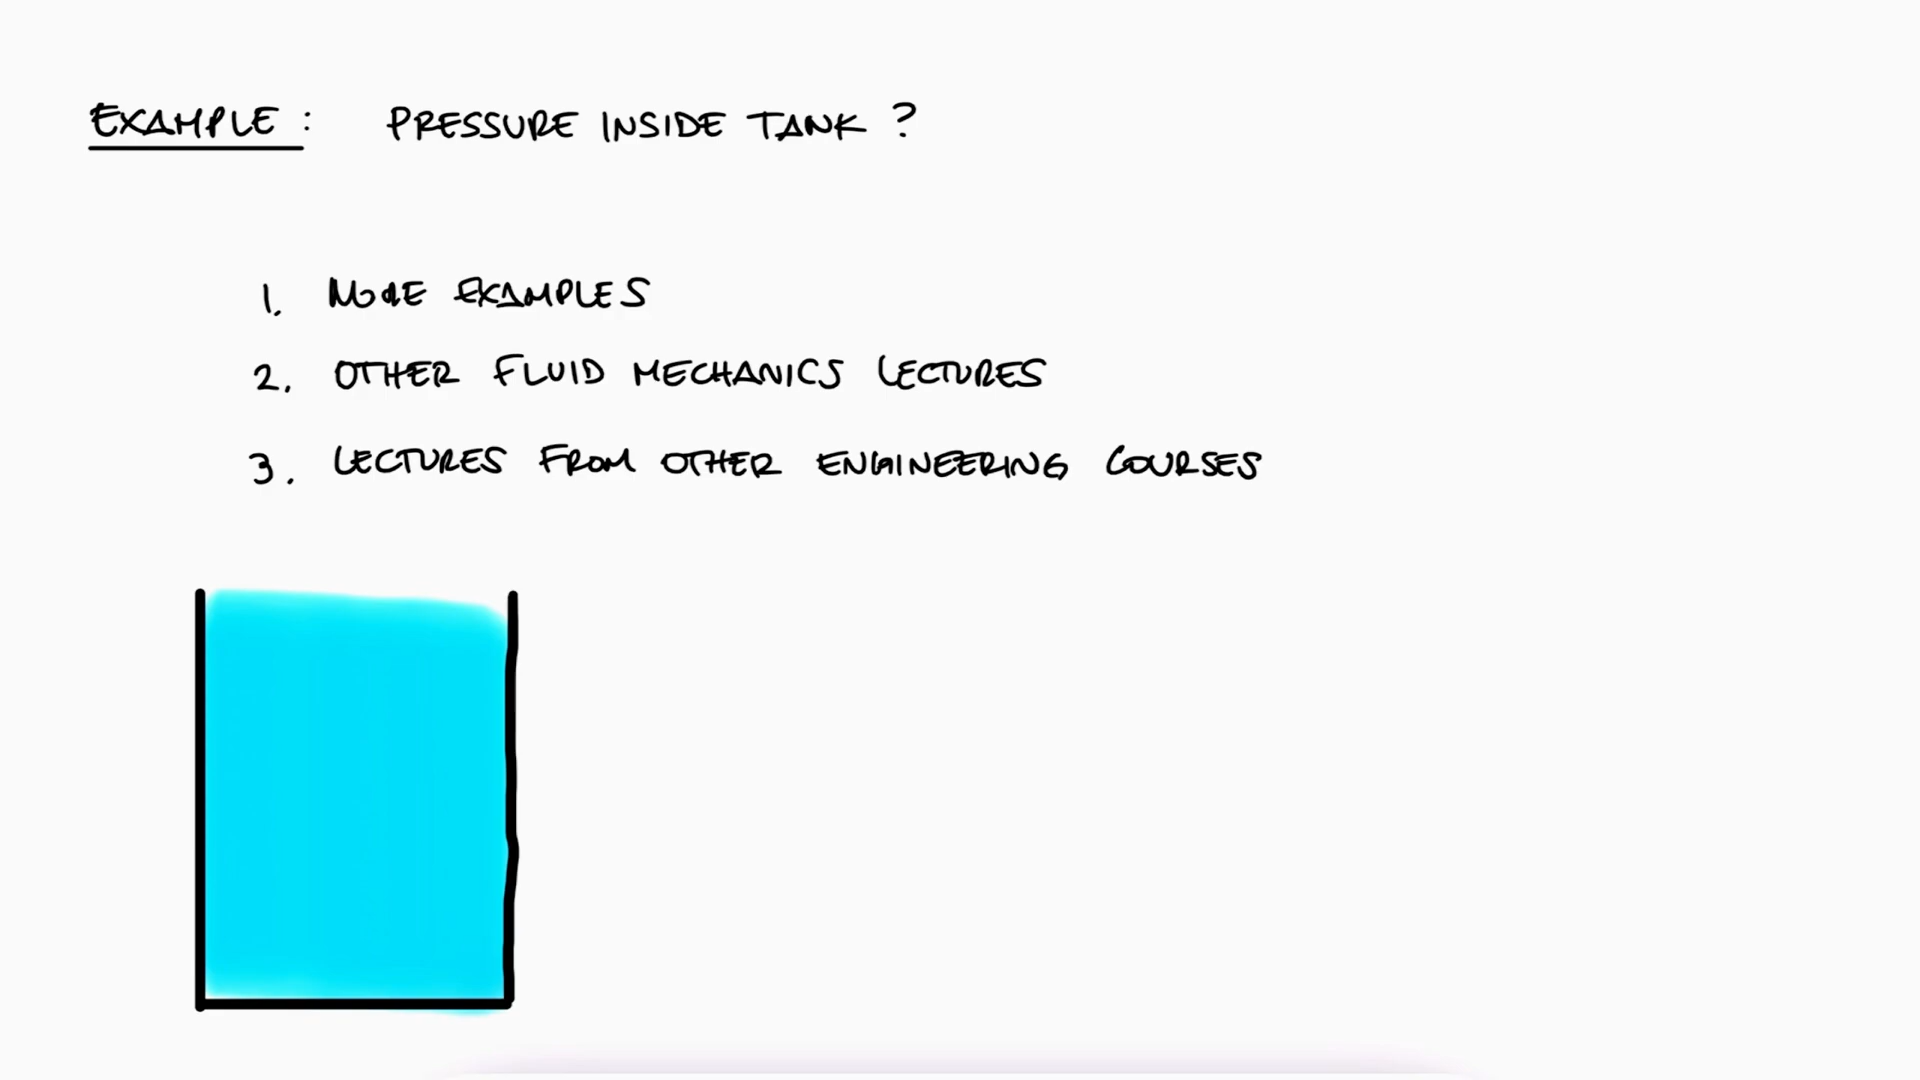 EXAMPLE: PRESSURE INSIDE TANK ?
1. MORE EXAMPLES
2. OTHER FLUID MECHANICS LECTURES
3. LECTURES FROM OTHER ENGINEERING COURSES